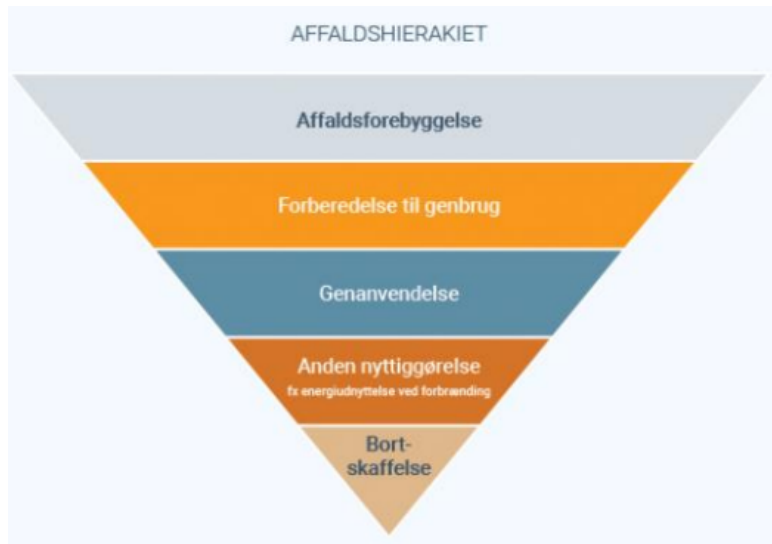 AFFALDSHIERAKIET
Affaldsforebyggelse
Forberedelse til genbrug
Genanvendelse
Anden nyttiggørelse
fx energiudnyttelse ved forbrænding
Bort-
skaffelse